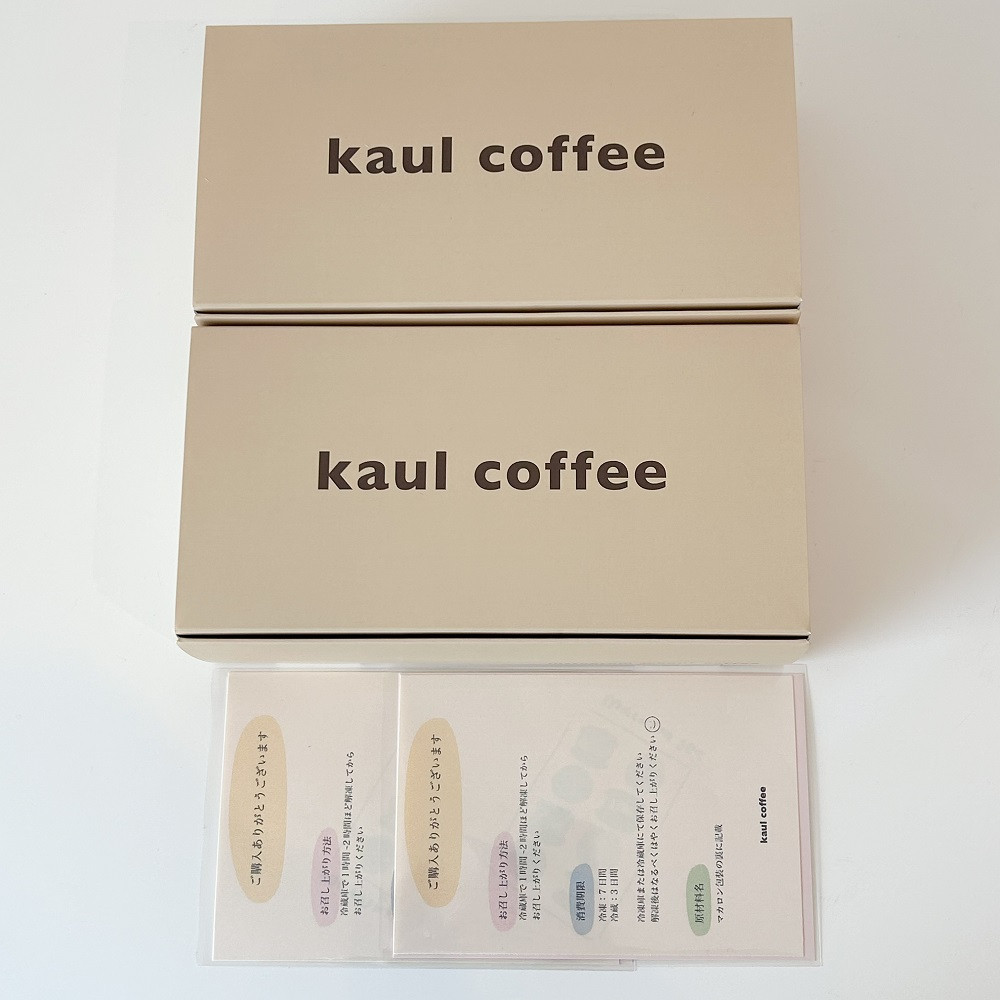 kaul coffee
kaul coffee
ご購入ありがとうございます
お召し上がり方法
冷蔵庫で1時間-2時間ほど解凍してから
お召し上がりください
ご購入ありがとうございます
お召し上がり方法
冷蔵庫で1時間-2時間ほど解凍してから
お召し上がりください
消費期限
冷凍：7日間
冷蔵：3日間
冷凍庫または冷蔵庫にて保存してください
解凍後はなるべくはやくお召し上がりください
原材料名
マカロン包装の裏に記載
kaul coffee